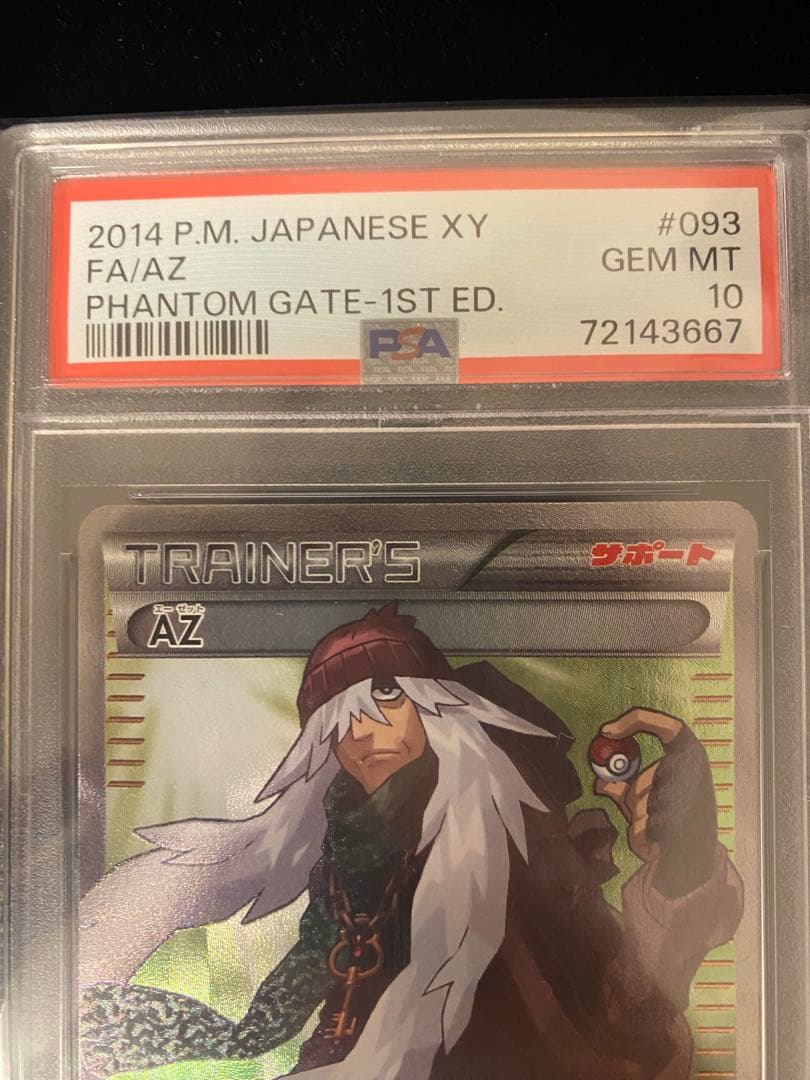 2014 P.M. JAPANESE XY #093
FA/AZ GEM MT
PHANTOM GATE-1ST ED. 10
PSA 72143667
TRAINER'S サポート
エーゼット
AZ